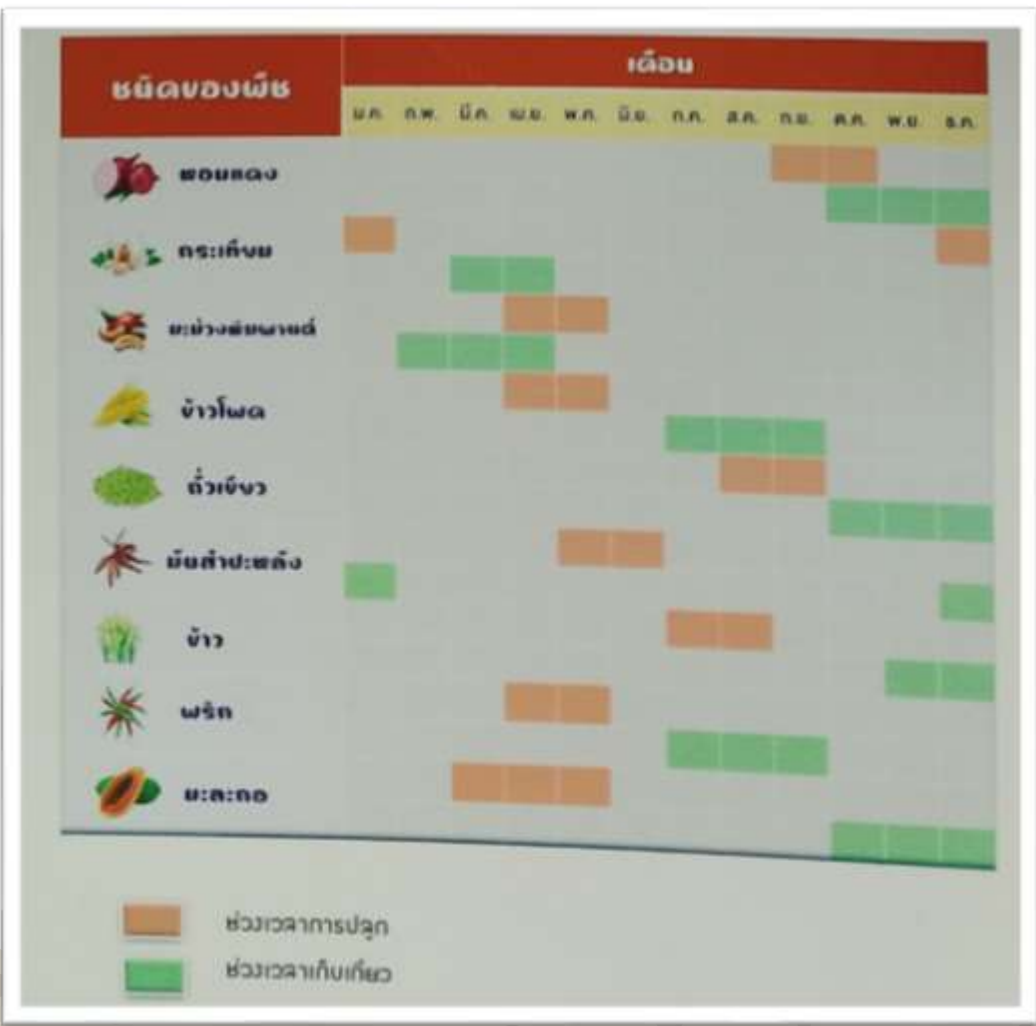 ชนิดของพืช
เดือน
ม.ค. ก.พ. มี.ค. เม.ย. พ.ค. มิ.ย. ก.ค. ส.ค. ก.ย. ต.ค. พ.ย. ธ.ค.
หอมแดง
กระเทียม
มะม่วงหิมพานต์
ข้าวโพด
ถั่วเขียว
มันสำปะหลัง
ข้าว
พริก
มะละกอ
ช่วงเวลาการปลูก
ช่วงเวลาเก็บเกี่ยว